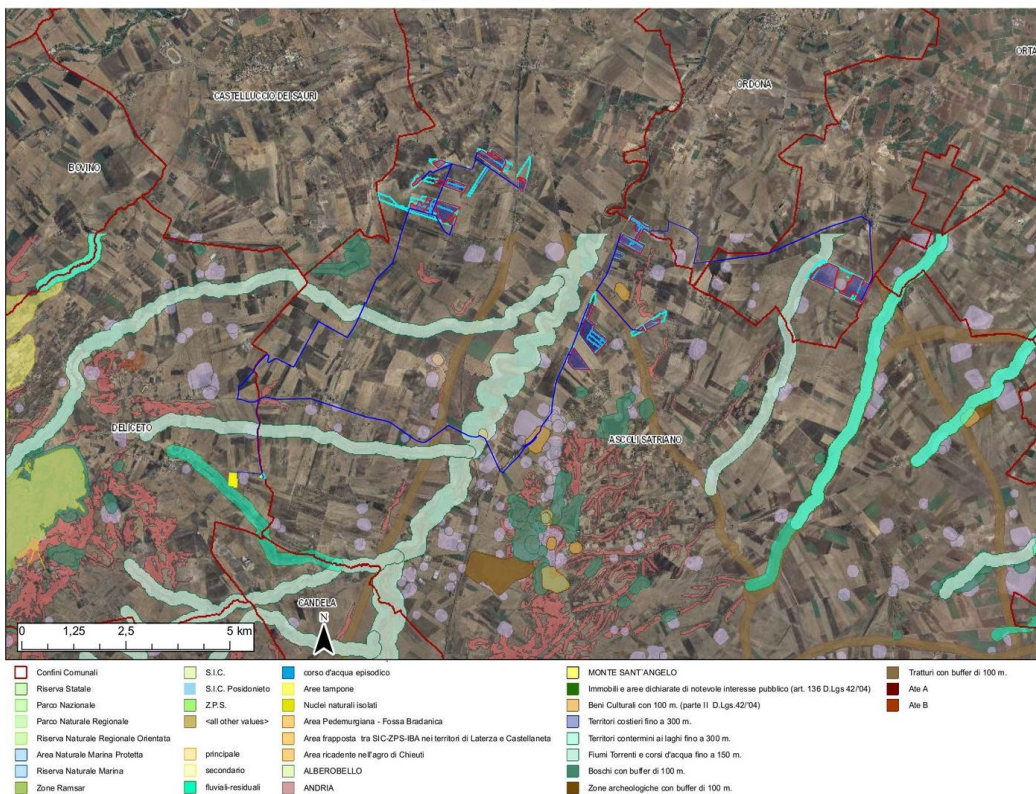 ORTA
ORDONA
CASTELLUCCIO DEI SAURI
BOVINO
DELICETO
ASCOLI SATRIANO
CANDELA
N
0 1,25 2,5 5 km
Confini Comunali
Riserva Statale
Parco Nazionale
Parco Naturale Regionale
Riserva Naturale Regionale Orientata
Area Naturale Marina Protetta
Riserva Naturale Marina
Zone Ramsar
S.I.C.
S.I.C. Posidonieto
Z.P.S.
<all other values>
principale
secondario
fluviali-residuali
corso d'acqua episodico
Aree tampone
Nuclei naturali isolati
Area Pedemurgiana - Fossa Bradanica
Area frapposta tra SIC-ZPS-IBA nei territori di Laterza e Castellaneta
Area ricadente nell'agro di Chieuti
ALBEROBELLO
ANDRIA
MONTE SANT'ANGELO
Immobili e aree dichiarate di notevole interesse pubblico (art. 136 D.Lgs 42/'04)
Beni Culturali con 100 m. (parte II D.Lgs.42/'04)
Territori costieri fino a 300 m.
Territori contermini ai laghi fino a 300 m.
Fiumi Torrenti e corsi d'acqua fino a 150 m.
Boschi con buffer di 100 m.
Zone archeologiche con buffer di 100 m.
Tratturi con buffer di 100 m.
Ate A
Ate B